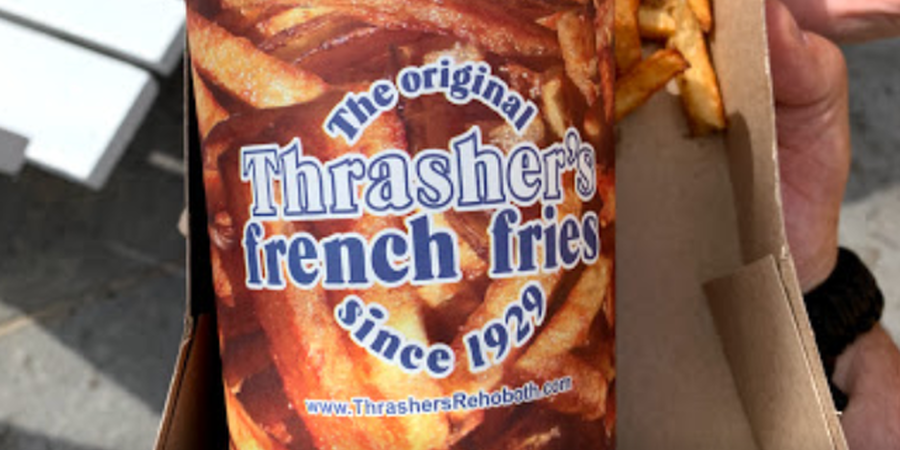 The original
Thrasher's
french fries
since 1929
www.ThrashersRehoboth.com